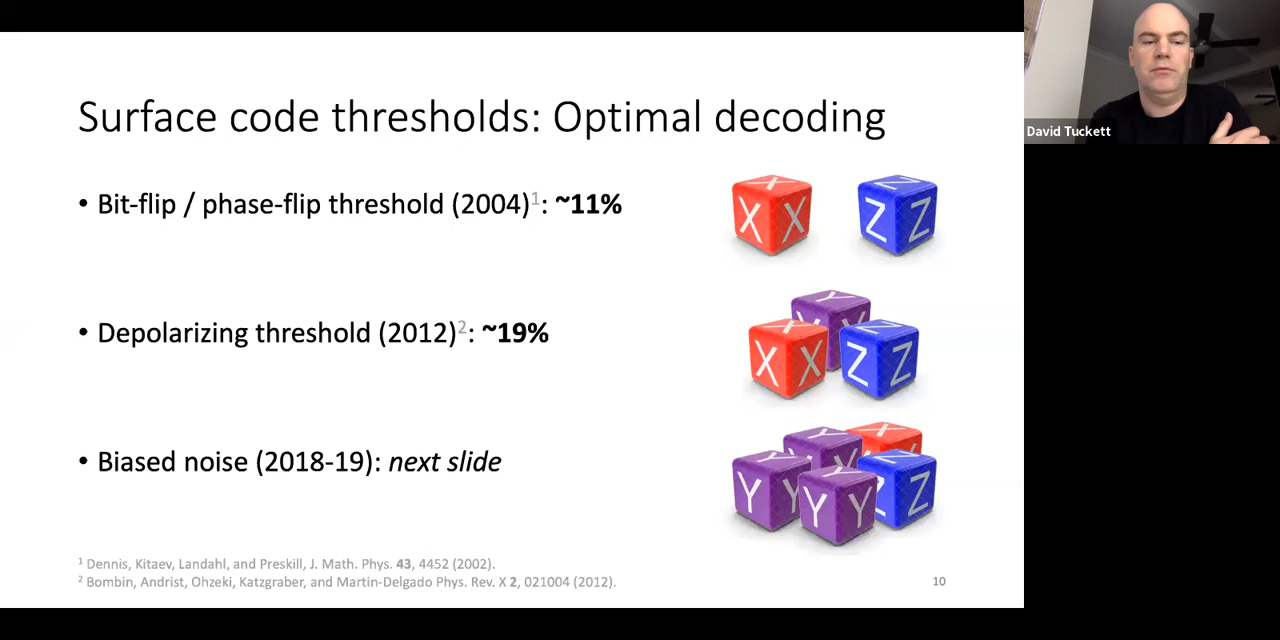 Surface code thresholds: Optimal decoding
David Tuckett
• Bit-flip / phase-flip threshold (2004)¹: ~11%
X X X Z Z Z
• Depolarizing threshold (2012)²: ~19%
Y Y
X X X Z Z Z
• Biased noise (2018-19): next slide
Y Y X
Y Y Y Y Y Y Z Z Z
¹ Dennis, Kitaev, Landahl, and Preskill, J. Math. Phys. 43, 4452 (2002).
² Bombin, Andrist, Ohzeki, Katzgraber, and Martin-Delgado Phys. Rev. X 2, 021004 (2012).
10